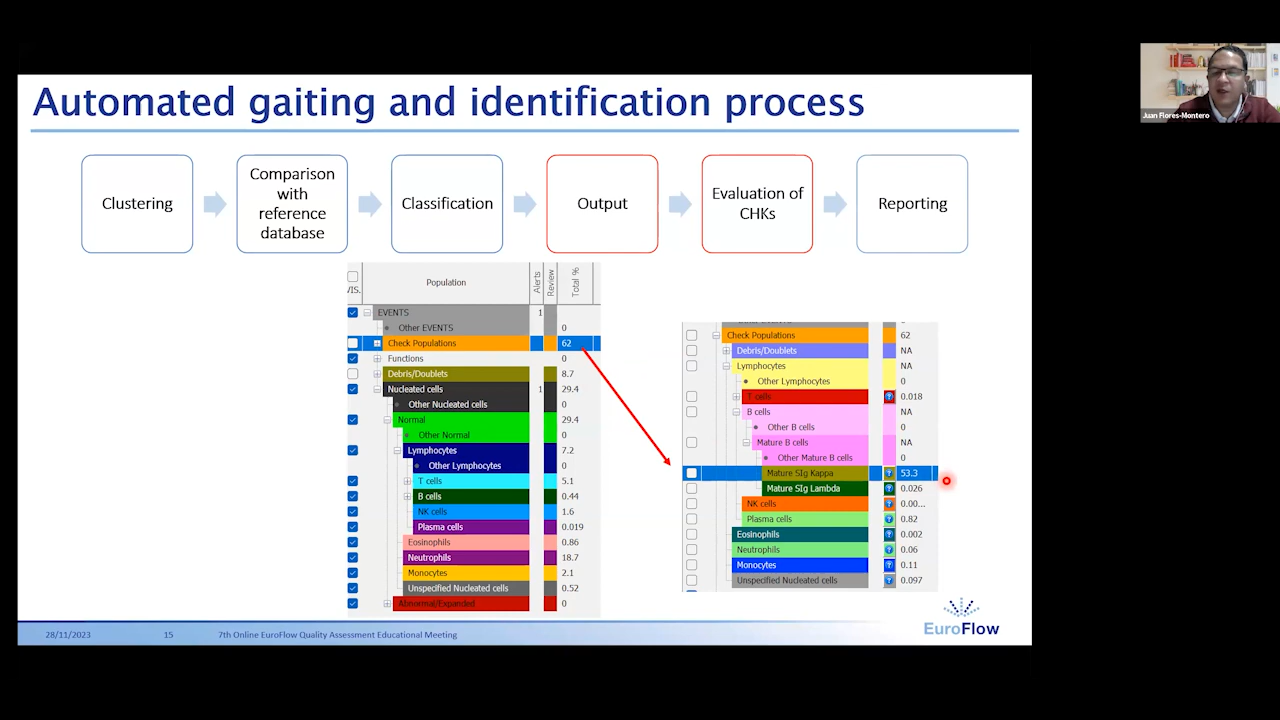 Juan Flores-Montero
Automated gaiting and identification process
Clustering
Comparison
with
reference
database
Classification
Output
Evaluation of
CHKs
Reporting
VIS.
Population
Alerts
Review
Total %
EVENTS 1
Other EVENTS 0
Check Populations 62
Functions 0
Debris/Doublets 8.7
Nucleated cells 1 29.4
Other Nucleated cells 0
Normal 29.4
Other Normal 0
Lymphocytes 7.2
Other Lymphocytes 0
T cells 5.1
B cells 0.44
NK cells 1.6
Plasma cells 0.019
Eosinophils 0.86
Neutrophils 18.7
Monocytes 2.1
Unspecified Nucleated cells 0.52
Abnormal/Expanded 0
Check Populations 62
Debris/Doublets NA
Lymphocytes NA
Other Lymphocytes 0
T cells ? 0.018
B cells NA
Other B cells 0
Mature B cells NA
Other Mature B cells 0
Mature SIg Kappa ? 53.3
Mature SIg Lambda ? 0.026
NK cells ? 0.00...
Plasma cells ? 0.82
Eosinophils ? 0.002
Neutrophils ? 0.06
Monocytes ? 0.11
Unspecified Nucleated cells ? 0.097
28/11/2023 15 7th Online EuroFlow Quality Assessment Educational Meeting
EuroFlow